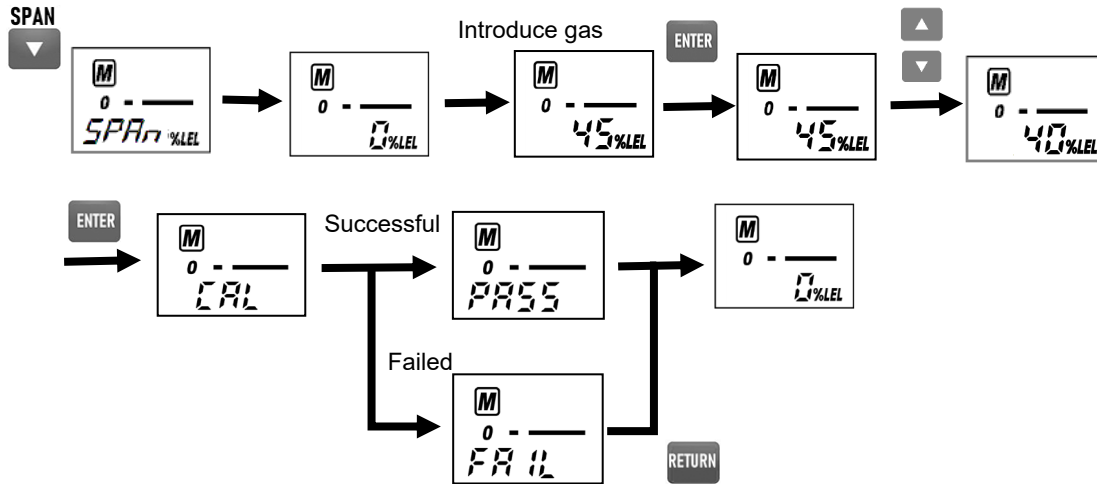 SPAN
Introduce gas
ENTER
M
0
SPAn %LEL
M
0
0%LEL
M
0
45%LEL
M
0
45%LEL
M
0
40%LEL
ENTER
Successful
M
0
CAL
M
0
PASS
M
0
0%LEL
Failed
M
0
FAIL
RETURN